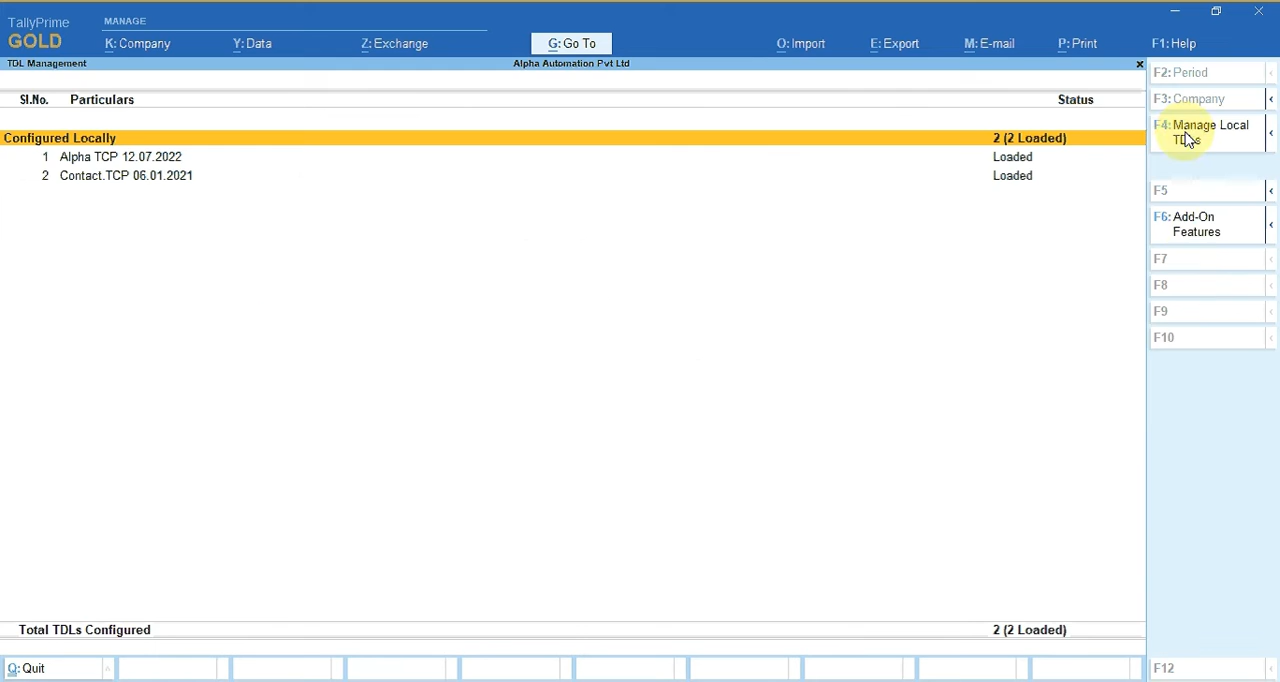 TallyPrime
GOLD
MANAGE
K: Company
Y: Data
Z: Exchange
G: Go To
O: Import
E: Export
M: E-mail
P: Print
F1: Help
TDL Management
Alpha Automation Pvt Ltd
×
Sl.No. Particulars Status
Configured Locally 2 (2 Loaded)
1 Alpha TCP 12.07.2022 Loaded
2 Contact.TCP 06.01.2021 Loaded
Total TDLs Configured 2 (2 Loaded)
F2: Period
F3: Company
F4: Manage Local
TDLs
F5
F6: Add-On
Features
F7
F8
F9
F10
Q: Quit
F12